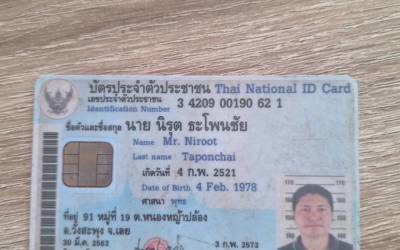 บัตรประจำตัวประชาชน Thai National ID Card
เลขประจำตัวประชาชน
Identification Number
3 4209 00190 62 1
ชื่อตัวและชื่อสกุล นาย นิรุต ธะโพนชัย
Name Mr. Niroot
Last name Taponchai
เกิดวันที่ 4 ก.พ. 2521
Date of Birth 4 Feb. 1978
ศาสนา พุทธ
ที่อยู่ 91 หมู่ที่ 19 ต.หนองหญ้าปล้อง
อ.วังสะพุง จ.เลย
30 มี.ค. 2562
3 ก.พ. 2572